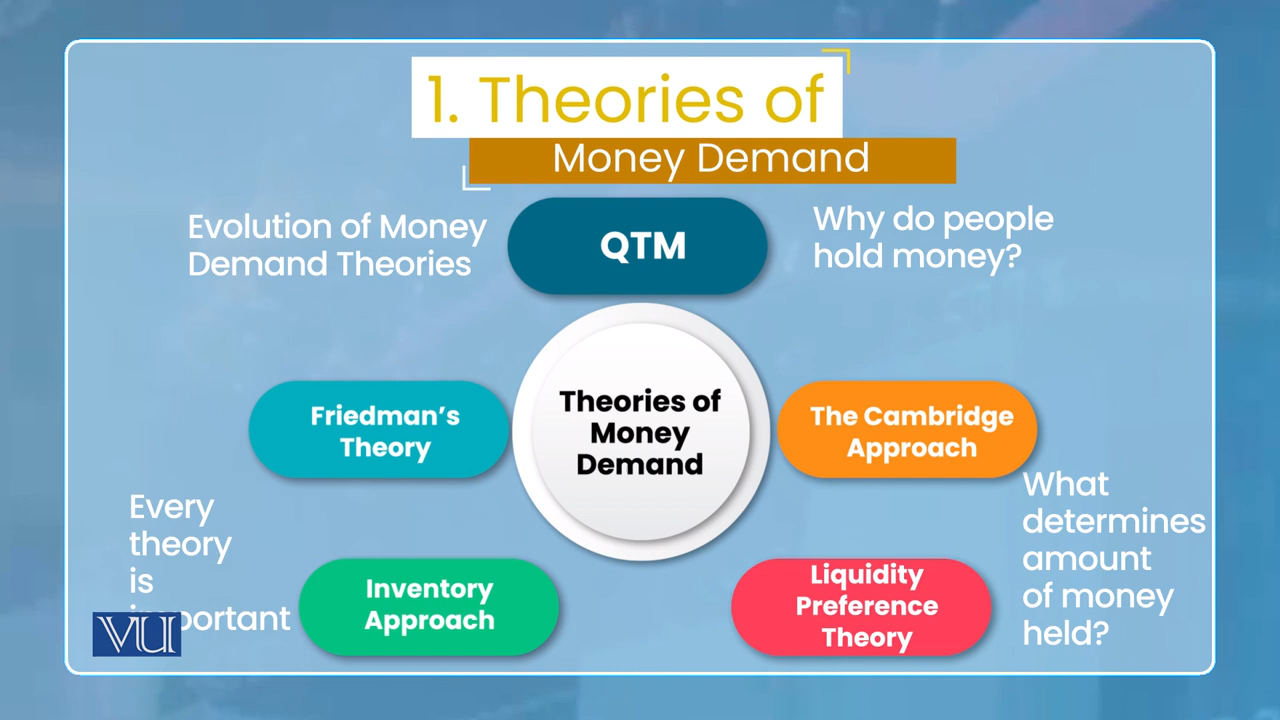 1. Theories of
Money Demand
Evolution of Money
Demand Theories
QTM
Why do people
hold money?
Theories of
Money
Demand
Friedman's
Theory
The Cambridge
Approach
Every
theory
is
important
Inventory
Approach
Liquidity
Preference
Theory
What
determines
amount
of money
held?
VU